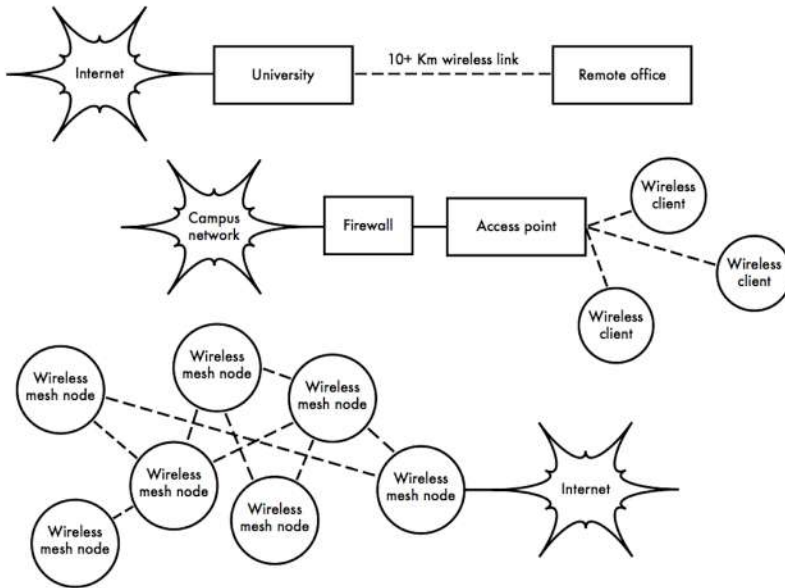 Internet
University
10+ Km wireless link
Remote office
Campus
network
Firewall
Access point
Wireless
client
Wireless
client
Wireless
client
Wireless
mesh node
Wireless
mesh node
Wireless
mesh node
Wireless
mesh node
Wireless
mesh node
Wireless
mesh node
Wireless
mesh node
Internet